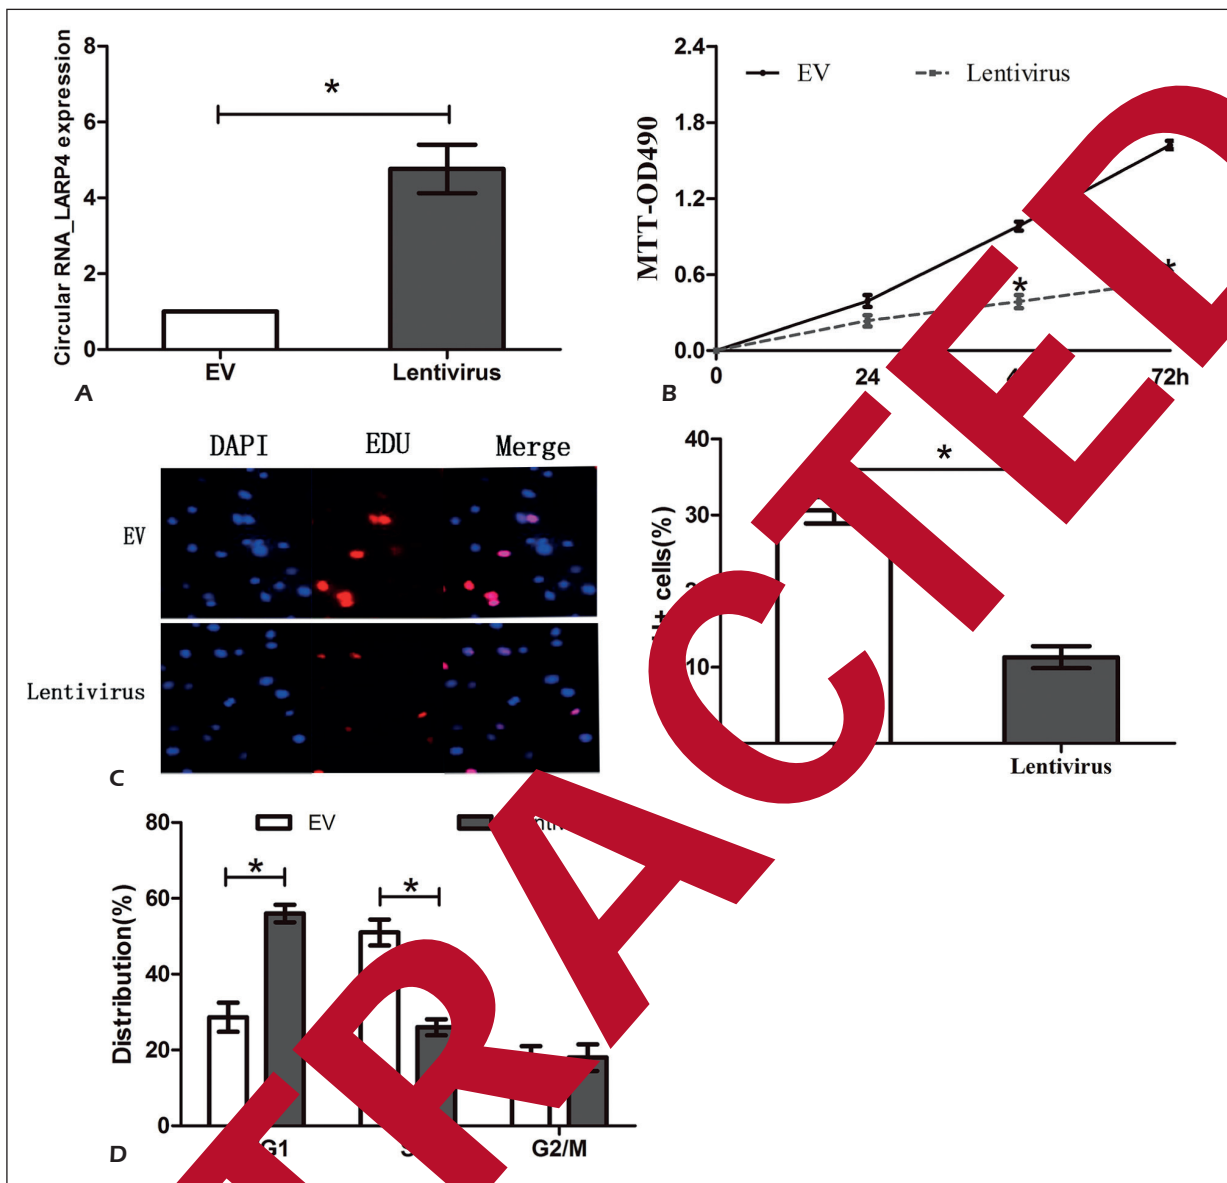 Circular RNA_LARP4 expression
8
6
4
2
0
*
EV
Lentivirus
A
MTT-OD490
2.4
1.8
1.2
0.6
0.0
EV
Lentivirus
*
*
0
24
72h
B
DAPI EDU Merge
EV
Lentivirus
C
cells(%)
40
30
10
*
Lentivirus
Distribution(%)
80
60
40
20
0
EV
*
*
G1
G2/M
D
TRACTED